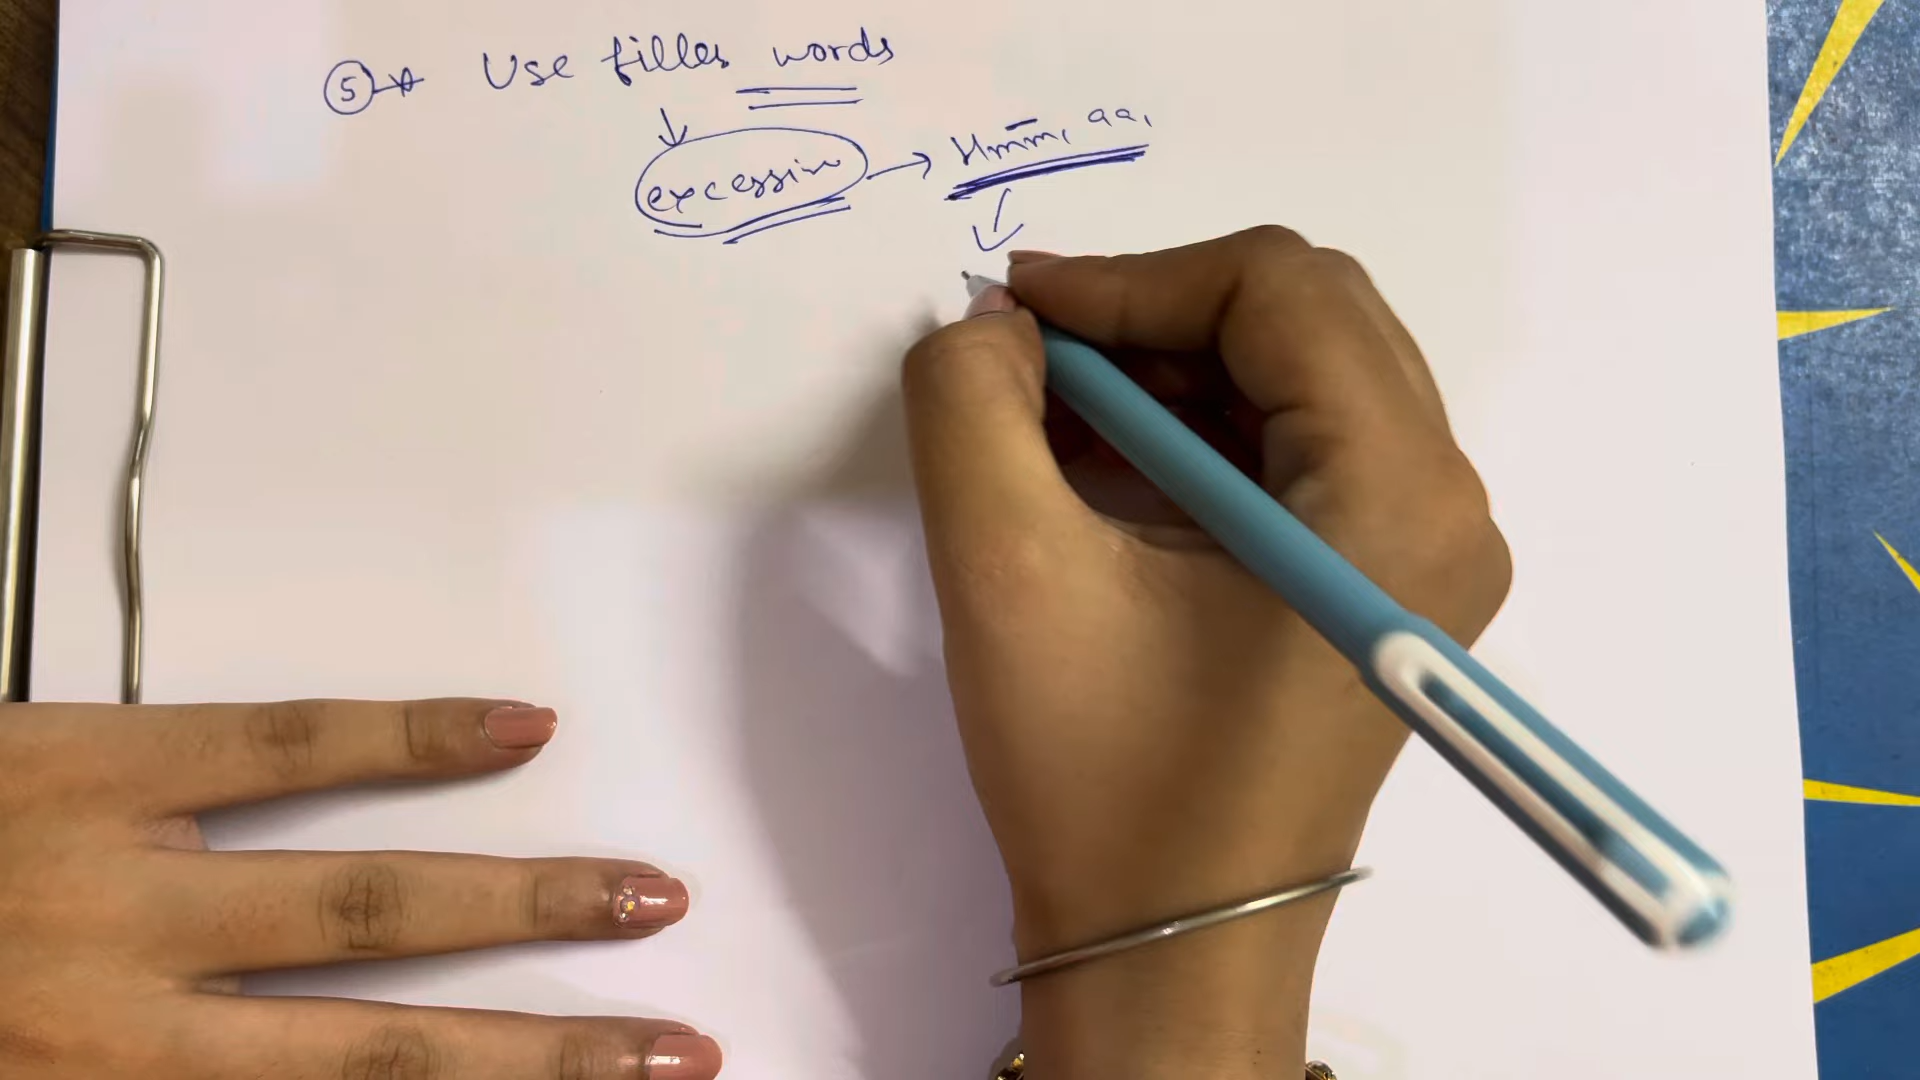 ⑤→ Use filler words
↓
excessive → Hmm, aa,
↓